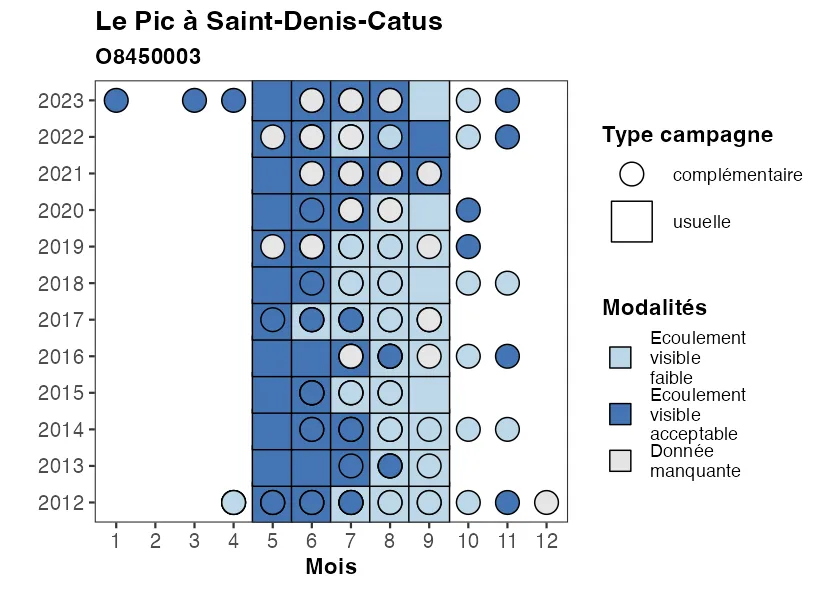 Le Pic à Saint-Denis-Catus
O8450003
2023
2022
2021
2020
2019
2018
2017
2016
2015
2014
2013
2012
1 2 3 4 5 6 7 8 9 10 11 12
Mois
Type campagne
complémentaire
usuelle
Modalités
Ecoulement
visible
faible
Ecoulement
visible
acceptable
Donnée
manquante